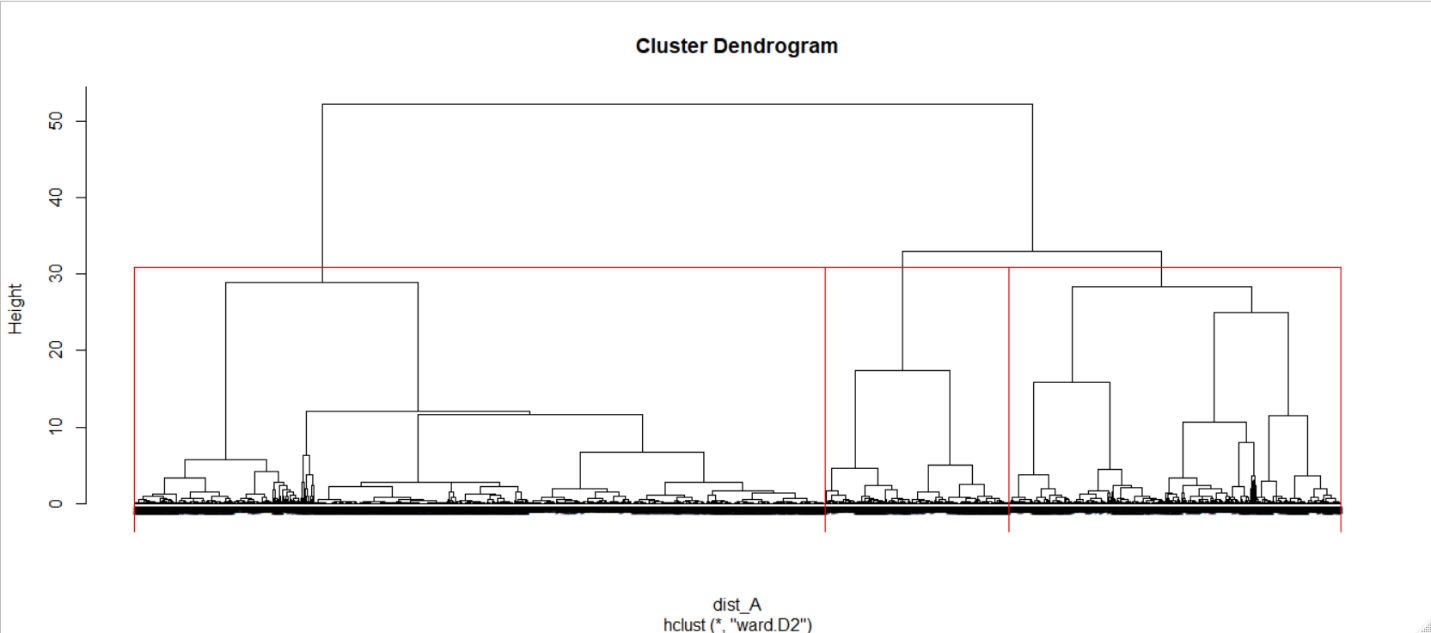 Cluster Dendrogram
Height
50
40
30
20
10
0
dist_A
hclust (*, "ward.D2")